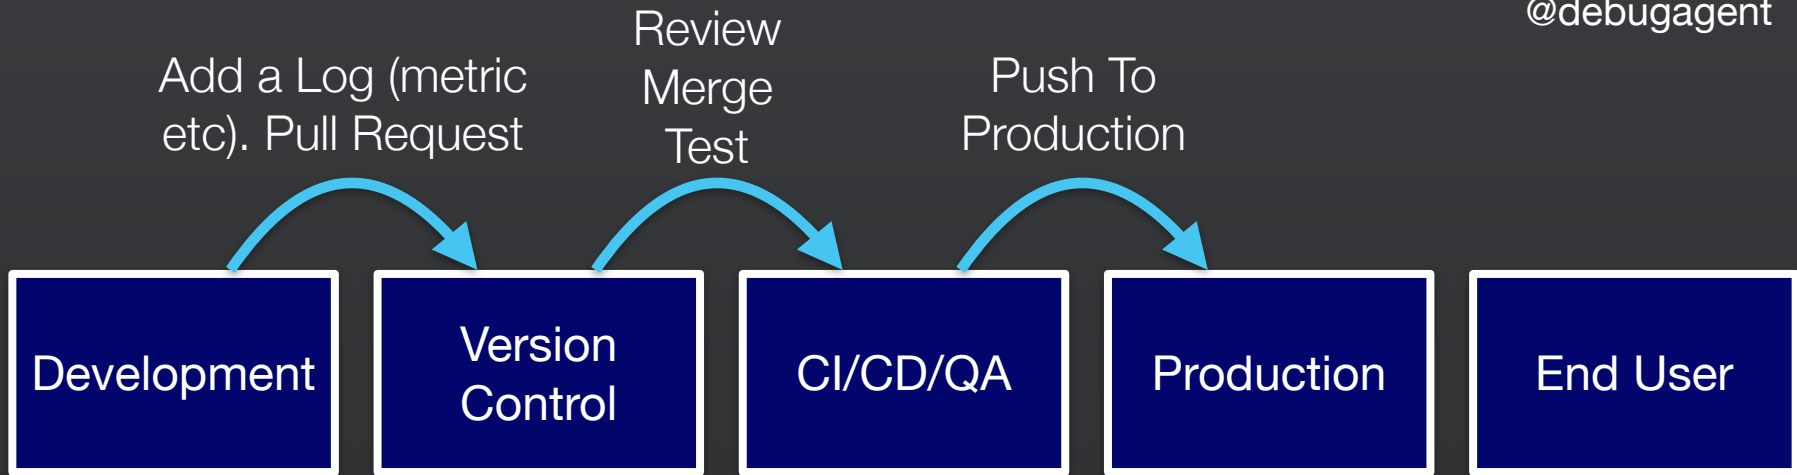 @debugagent
Add a Log (metric
etc). Pull Request
Review
Merge
Test
Push To
Production
Development
Version
Control
CI/CD/QA
Production
End User